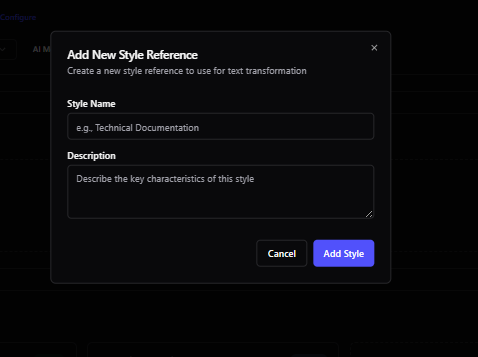 Configure
AI M
Add New Style Reference
Create a new style reference to use for text transformation
Style Name
e.g., Technical Documentation
Description
Describe the key characteristics of this style
Cancel
Add Style